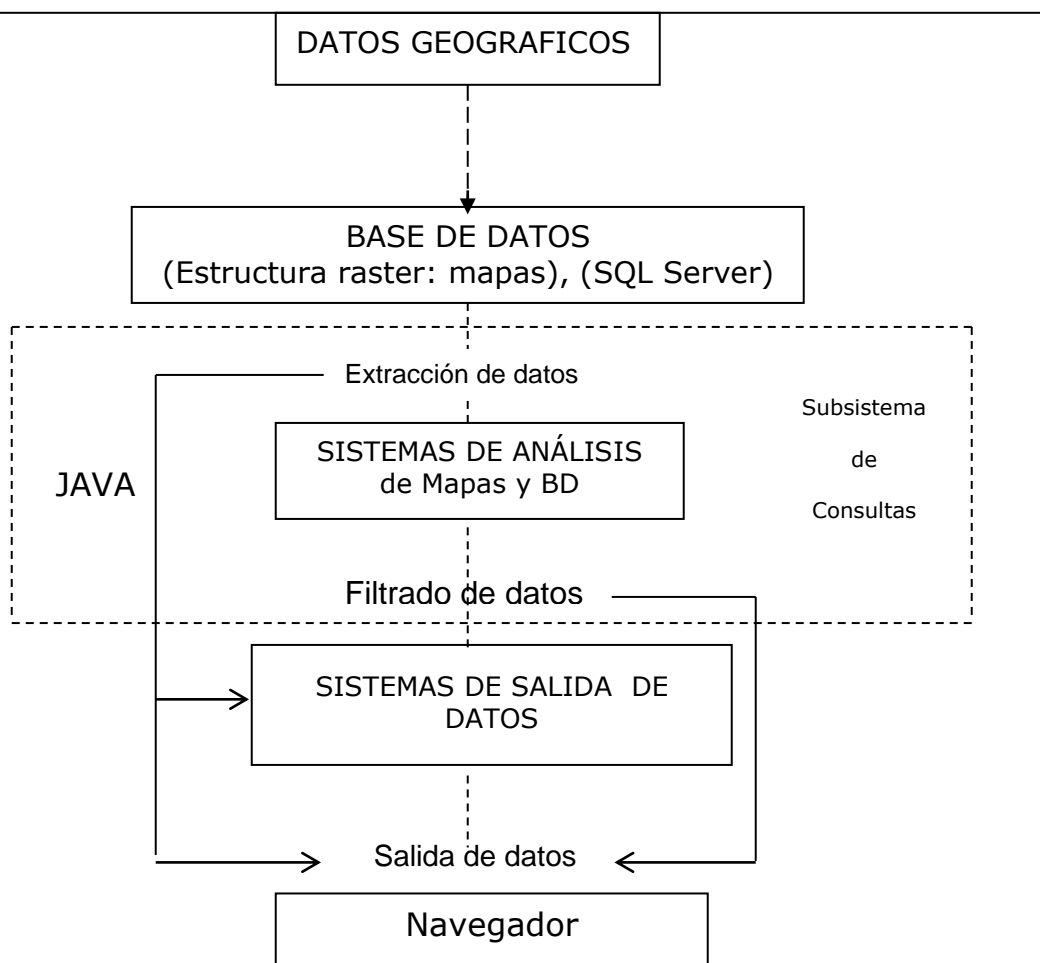 DATOS GEOGRAFICOS
BASE DE DATOS
(Estructura raster: mapas), (SQL Server)
Extracción de datos
Subsistema
de
Consultas
SISTEMAS DE ANÁLISIS
de Mapas y BD
JAVA
Filtrado de datos
SISTEMAS DE SALIDA DE
DATOS
Salida de datos
Navegador